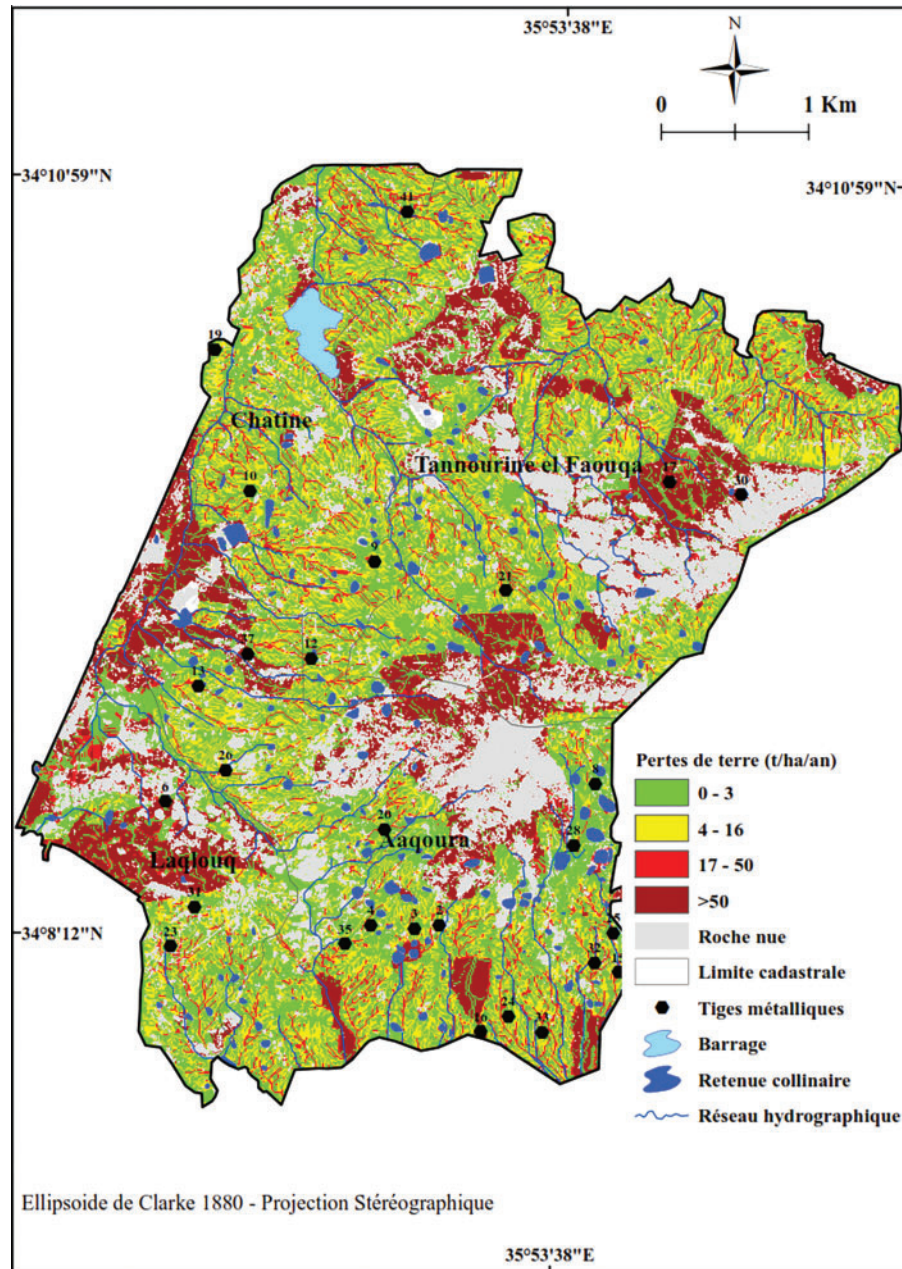 35°53'38"E
N
0 1 Km
34°10'59"N
34°10'59"N
41
19
Chatine
Tannourine el Faouqa
10
17
30
9
21
37
12
13
26
8
6
20
Aaqoura
28
Laqlouq
31
4
3
2
35
23
25
32
24
16
33
34°8'12"N
Pertes de terre (t/ha/an)
0 - 3
4 - 16
17 - 50
>50
Roche nue
Limite cadastrale
Tiges métalliques
Barrage
Retenue collinaire
Réseau hydrographique
Ellipsoide de Clarke 1880 - Projection Stéréographique
35°53'38"E